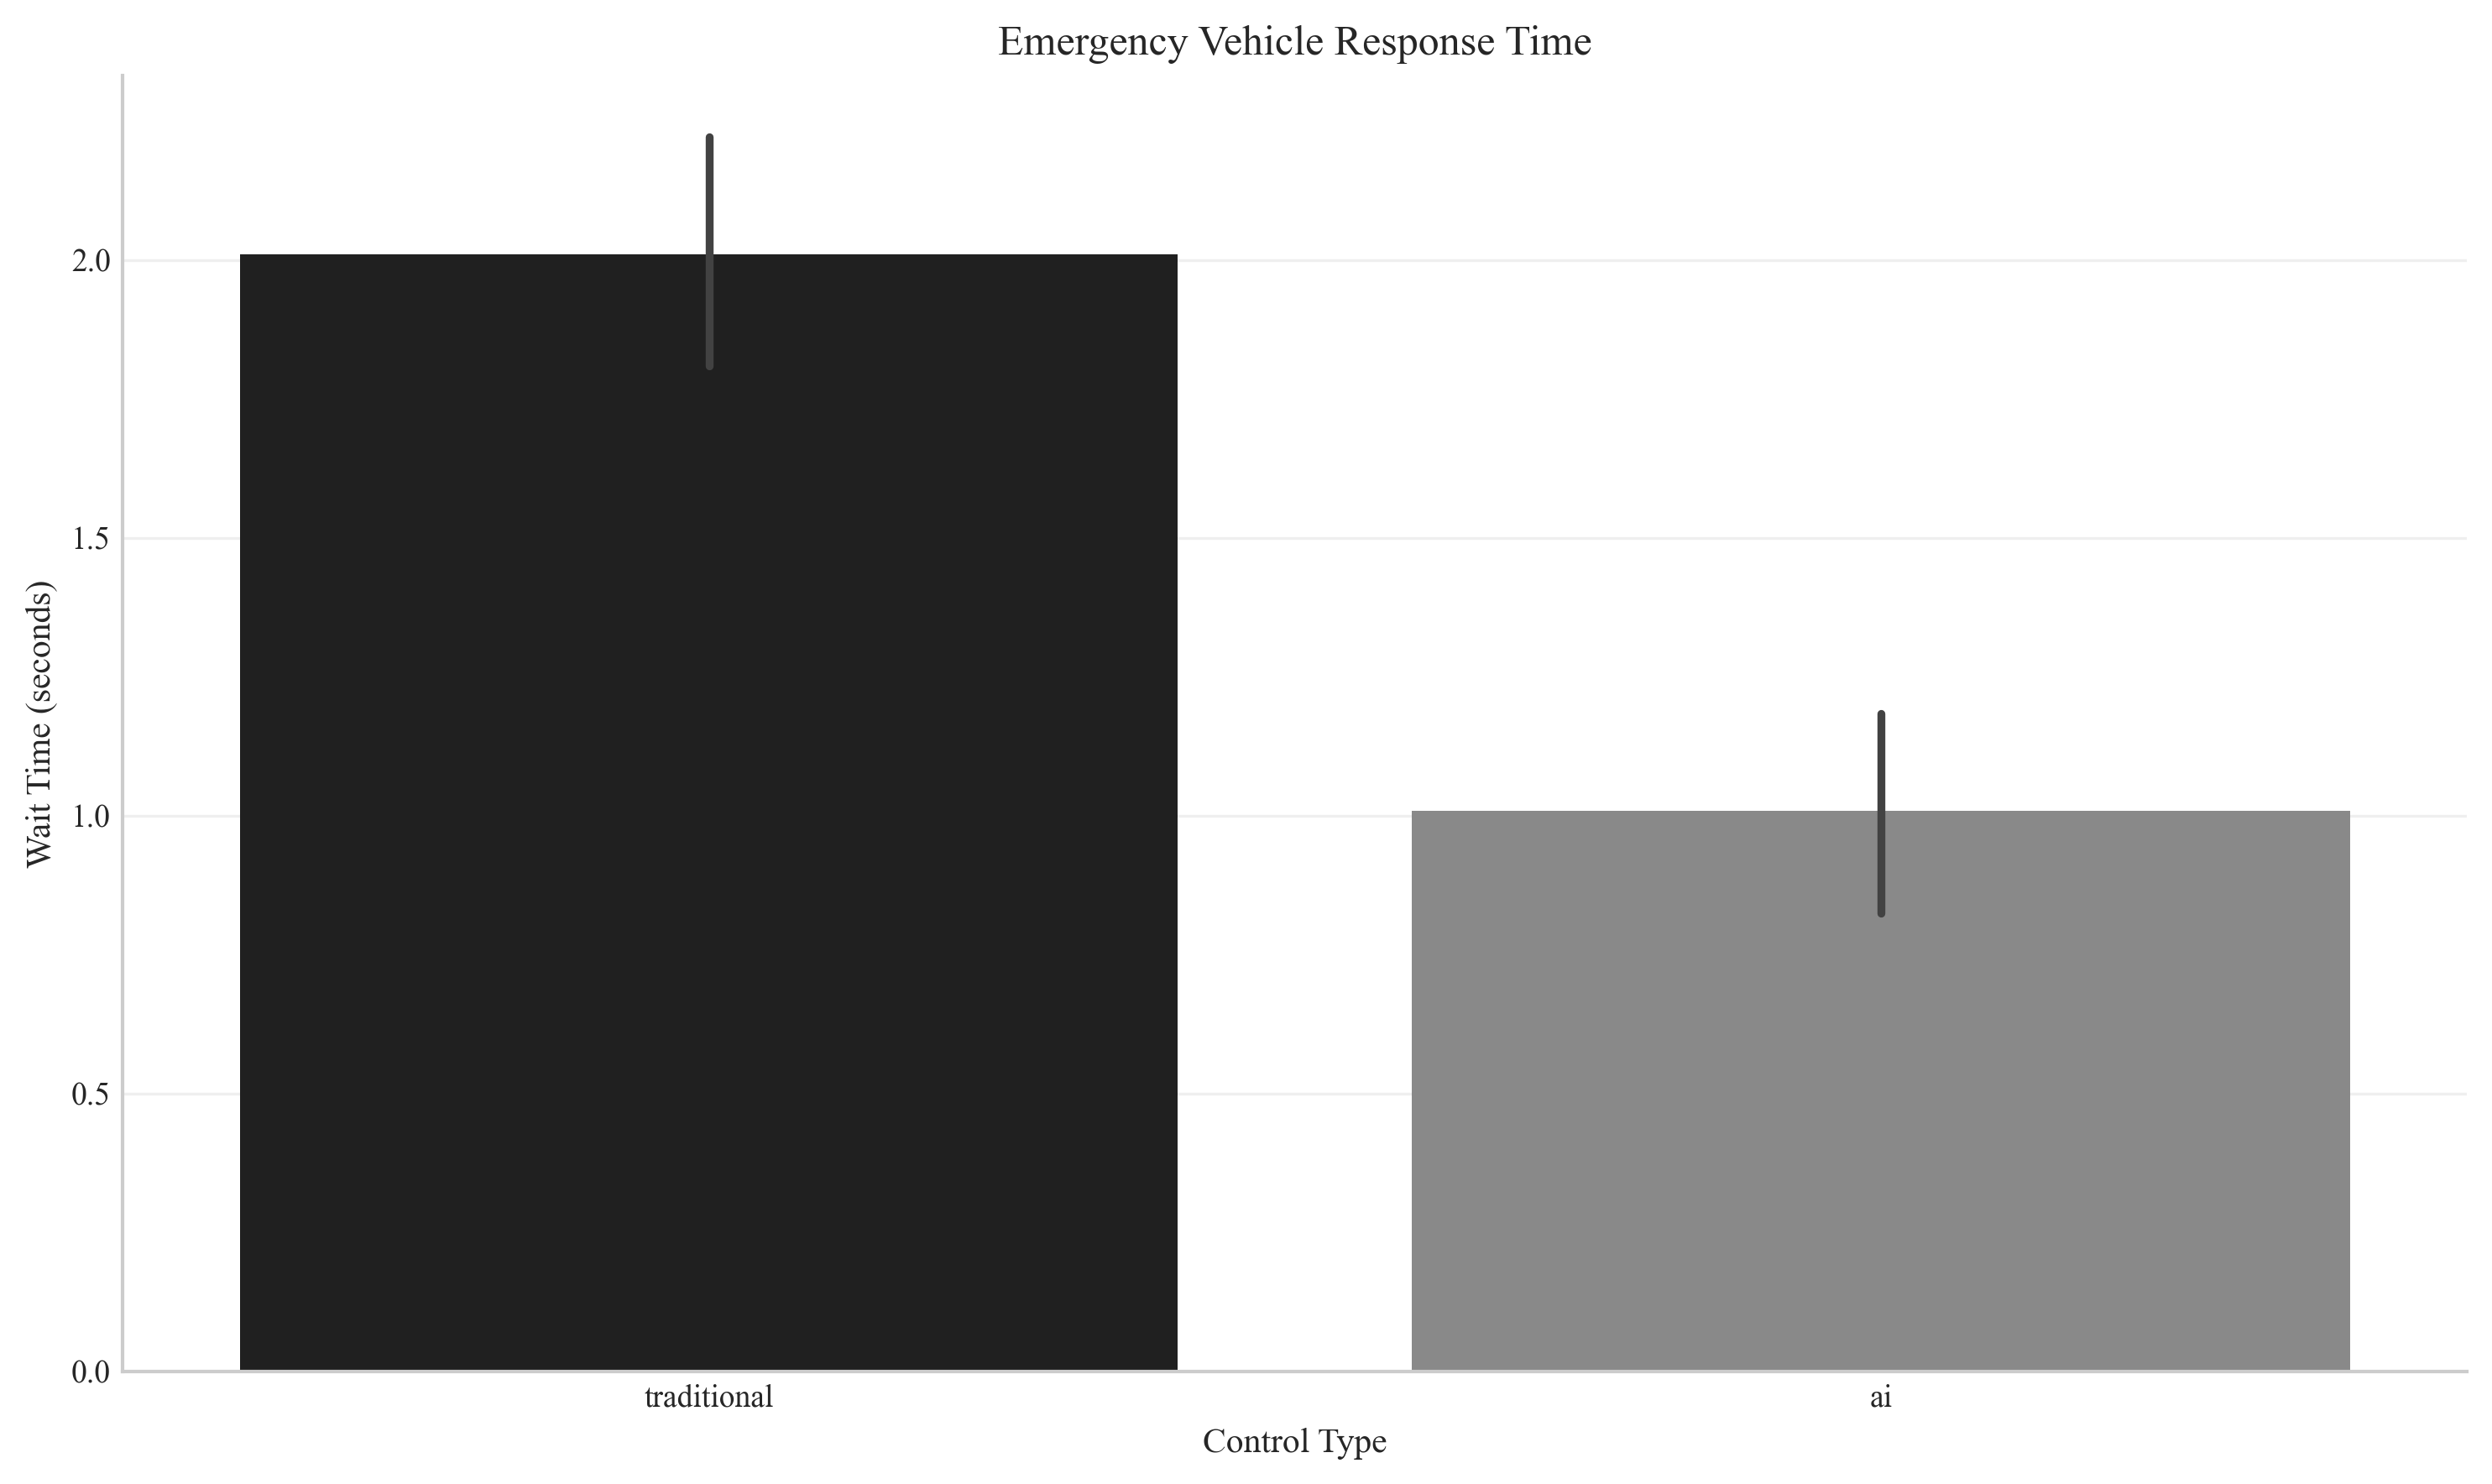 Emergency Vehicle Response Time
Wait Time (seconds)
2.0
1.5
1.0
0.5
0.0
traditional
ai
Control Type